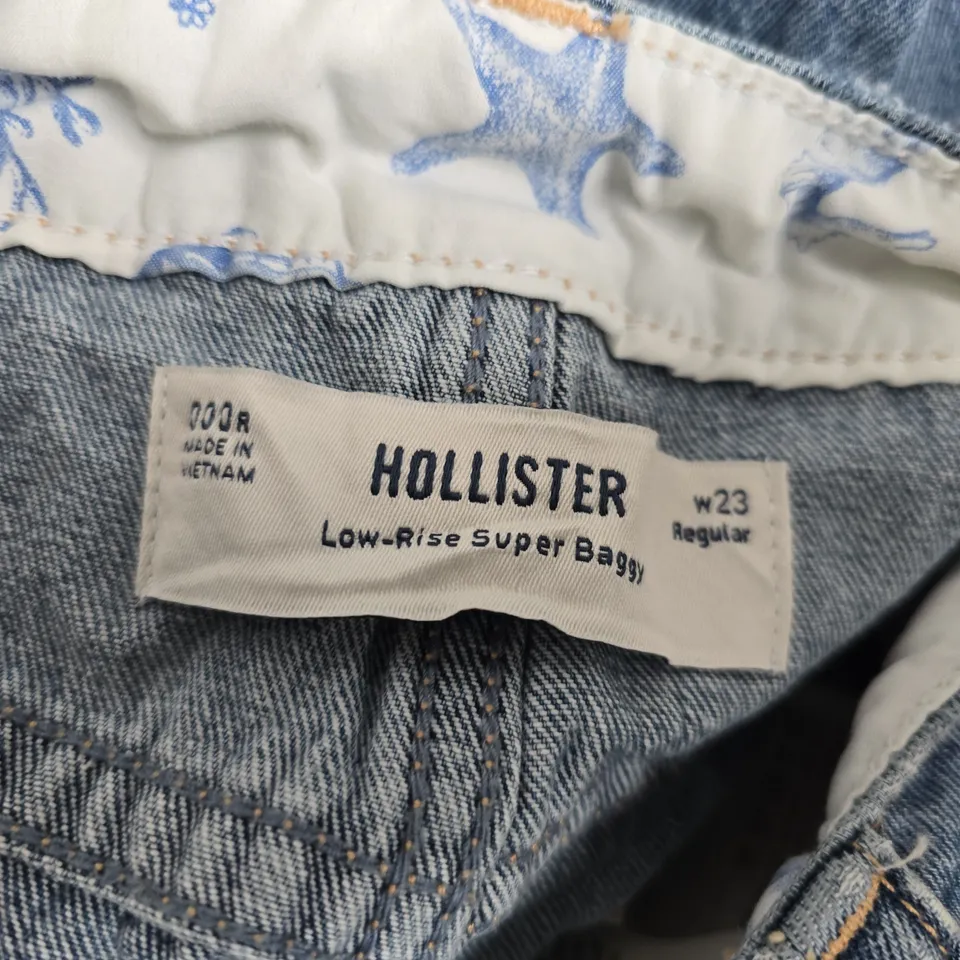 000R
MADE IN
VIETNAM
HOLLISTER
Low-Rise Super Baggy
W23
Regular